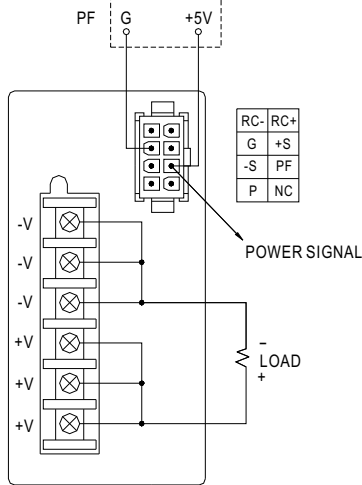 PF G +5V
RC- RC+
G +S
-S PF
P NC
POWER SIGNAL
-V
-V
-V
+V
+V
+V
−
LOAD
+